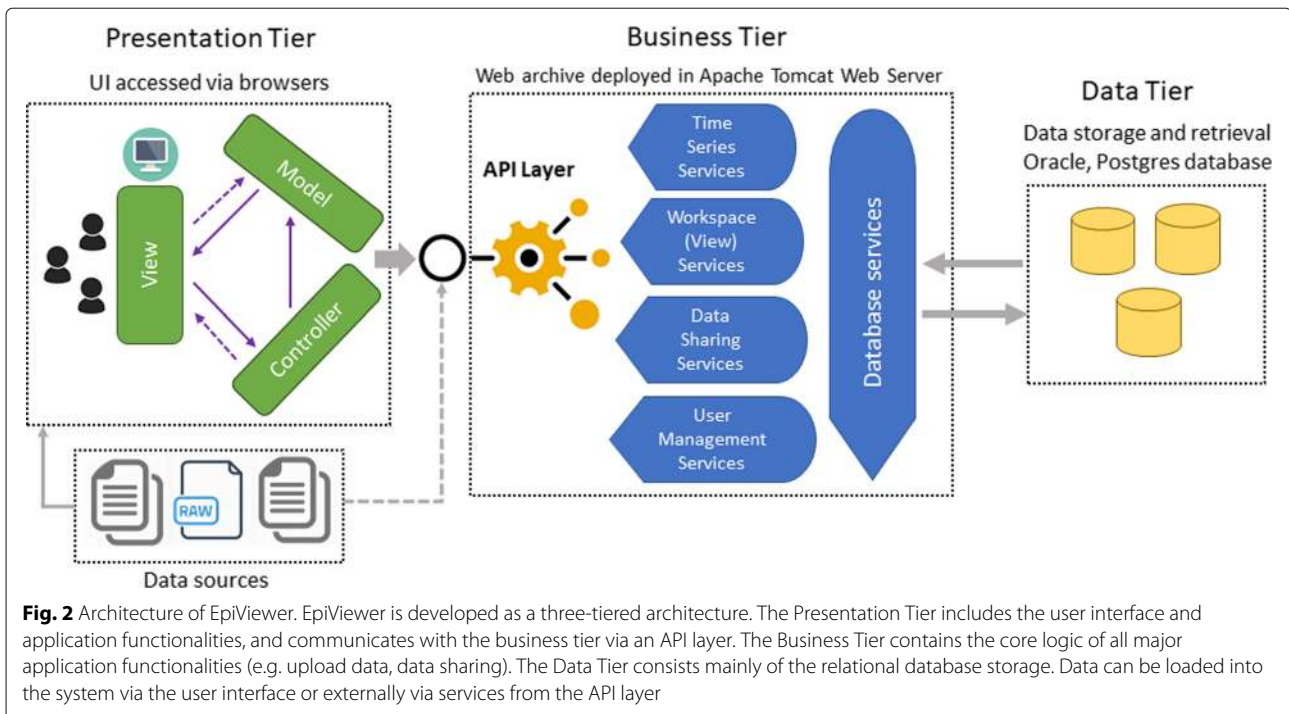 Presentation Tier
UI accessed via browsers
View
Model
Controller
Business Tier
Web archive deployed in Apache Tomcat Web Server
API Layer
Time
Series
Services
Workspace
(View)
Services
Data
Sharing
Services
User
Management
Services
Database services
Data Tier
Data storage and retrieval
Oracle, Postgres database
RAW
Data sources
Fig. 2 Architecture of EpiViewer. EpiViewer is developed as a three-tiered architecture. The Presentation Tier includes the user interface and
application functionalities, and communicates with the business tier via an API layer. The Business Tier contains the core logic of all major
application functionalities (e.g. upload data, data sharing). The Data Tier consists mainly of the relational database storage. Data can be loaded into
the system via the user interface or externally via services from the API layer